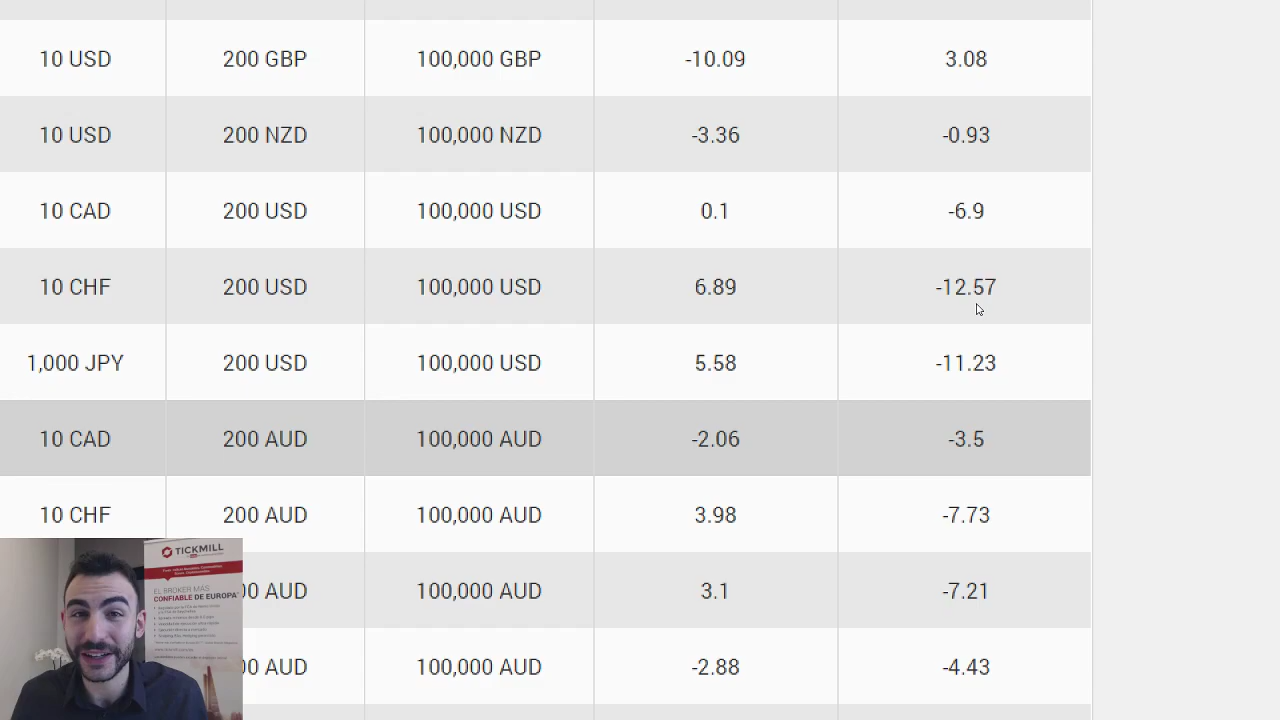 10 USD 200 GBP 100,000 GBP -10.09 3.08
10 USD 200 NZD 100,000 NZD -3.36 -0.93
10 CAD 200 USD 100,000 USD 0.1 -6.9
10 CHF 200 USD 100,000 USD 6.89 -12.57
1,000 JPY 200 USD 100,000 USD 5.58 -11.23
10 CAD 200 AUD 100,000 AUD -2.06 -3.5
10 CHF 200 AUD 100,000 AUD 3.98 -7.73
00 AUD 100,000 AUD 3.1 -7.21
00 AUD 100,000 AUD -2.88 -4.43
TICKMILL
EL BROKER MÁS
CONFIABLE DE EUROPA*